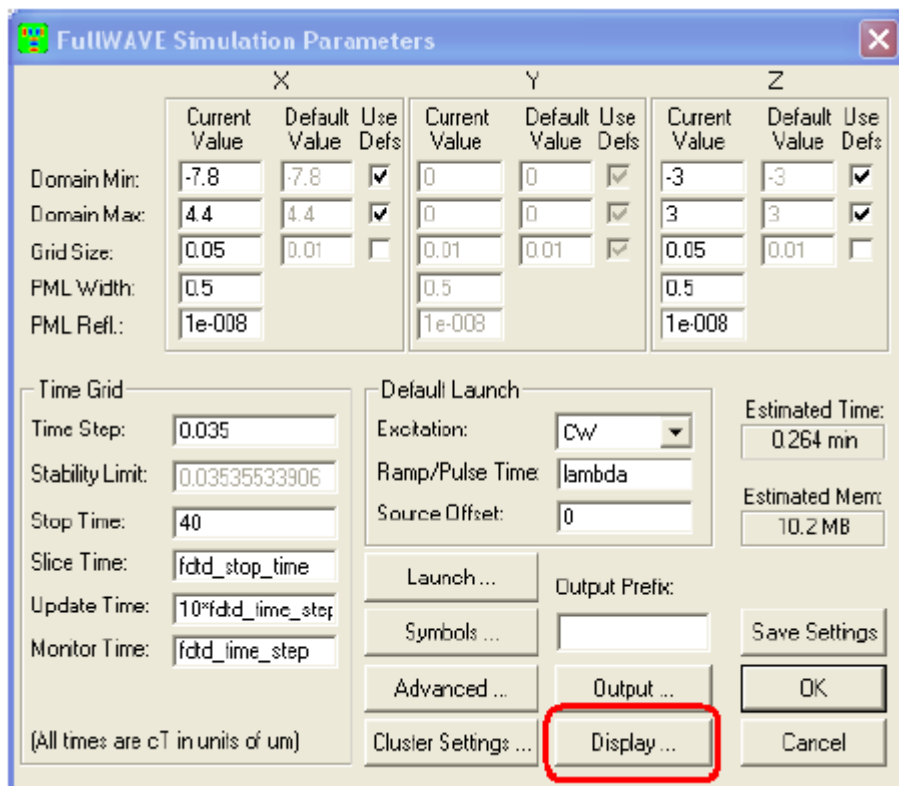 FullWAVE Simulation Parameters
X Y Z
Current Value Default Value Use Defs Current Value Default Value Use Defs Current Value Default Value Use Defs
Domain Min: -7.8 -7.8 0 0 -3 -3
Domain Max: 4.4 4.4 0 0 3 3
Grid Size: 0.05 0.01 0.01 0.01 0.05 0.01
PML Width: 0.5 0.5 0.5
PML Refl.: 1e-008 1e-008 1e-008
Time Grid
Time Step: 0.035
Stability Limit: 0.03535533906
Stop Time: 40
Slice Time: fdtd_stop_time
Update Time: 10*fdtd_time_step
Monitor Time: fdtd_time_step
(All times are cT in units of um)
Default Launch
Excitation: CW
Ramp/Pulse Time: lambda
Source Offset: 0
Estimated Time:
0.264 min
Estimated Mem:
10.2 MB
Launch ...
Output Prefix:
Symbols ...
Save Settings
Advanced ...
Output ...
OK
Cluster Settings ...
Display ...
Cancel